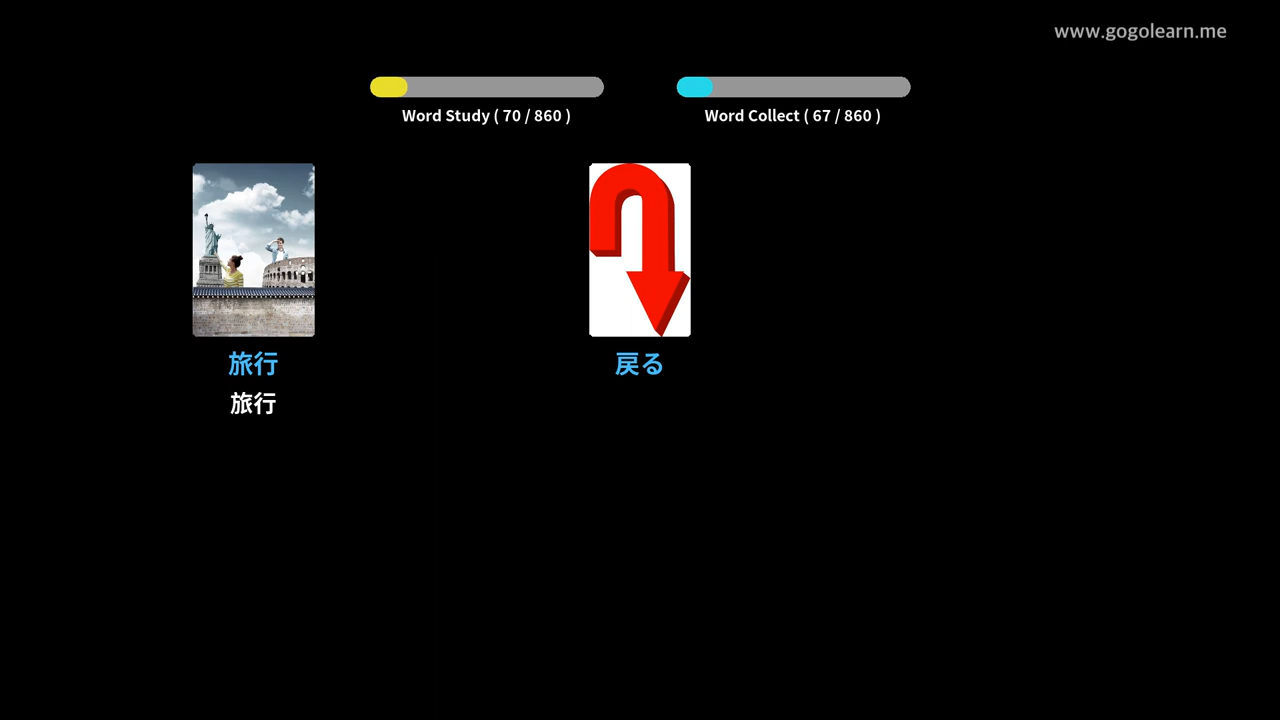 www.gogolearn.me
Word Study ( 70 / 860 )
Word Collect ( 67 / 860 )
旅行
旅行
戻る